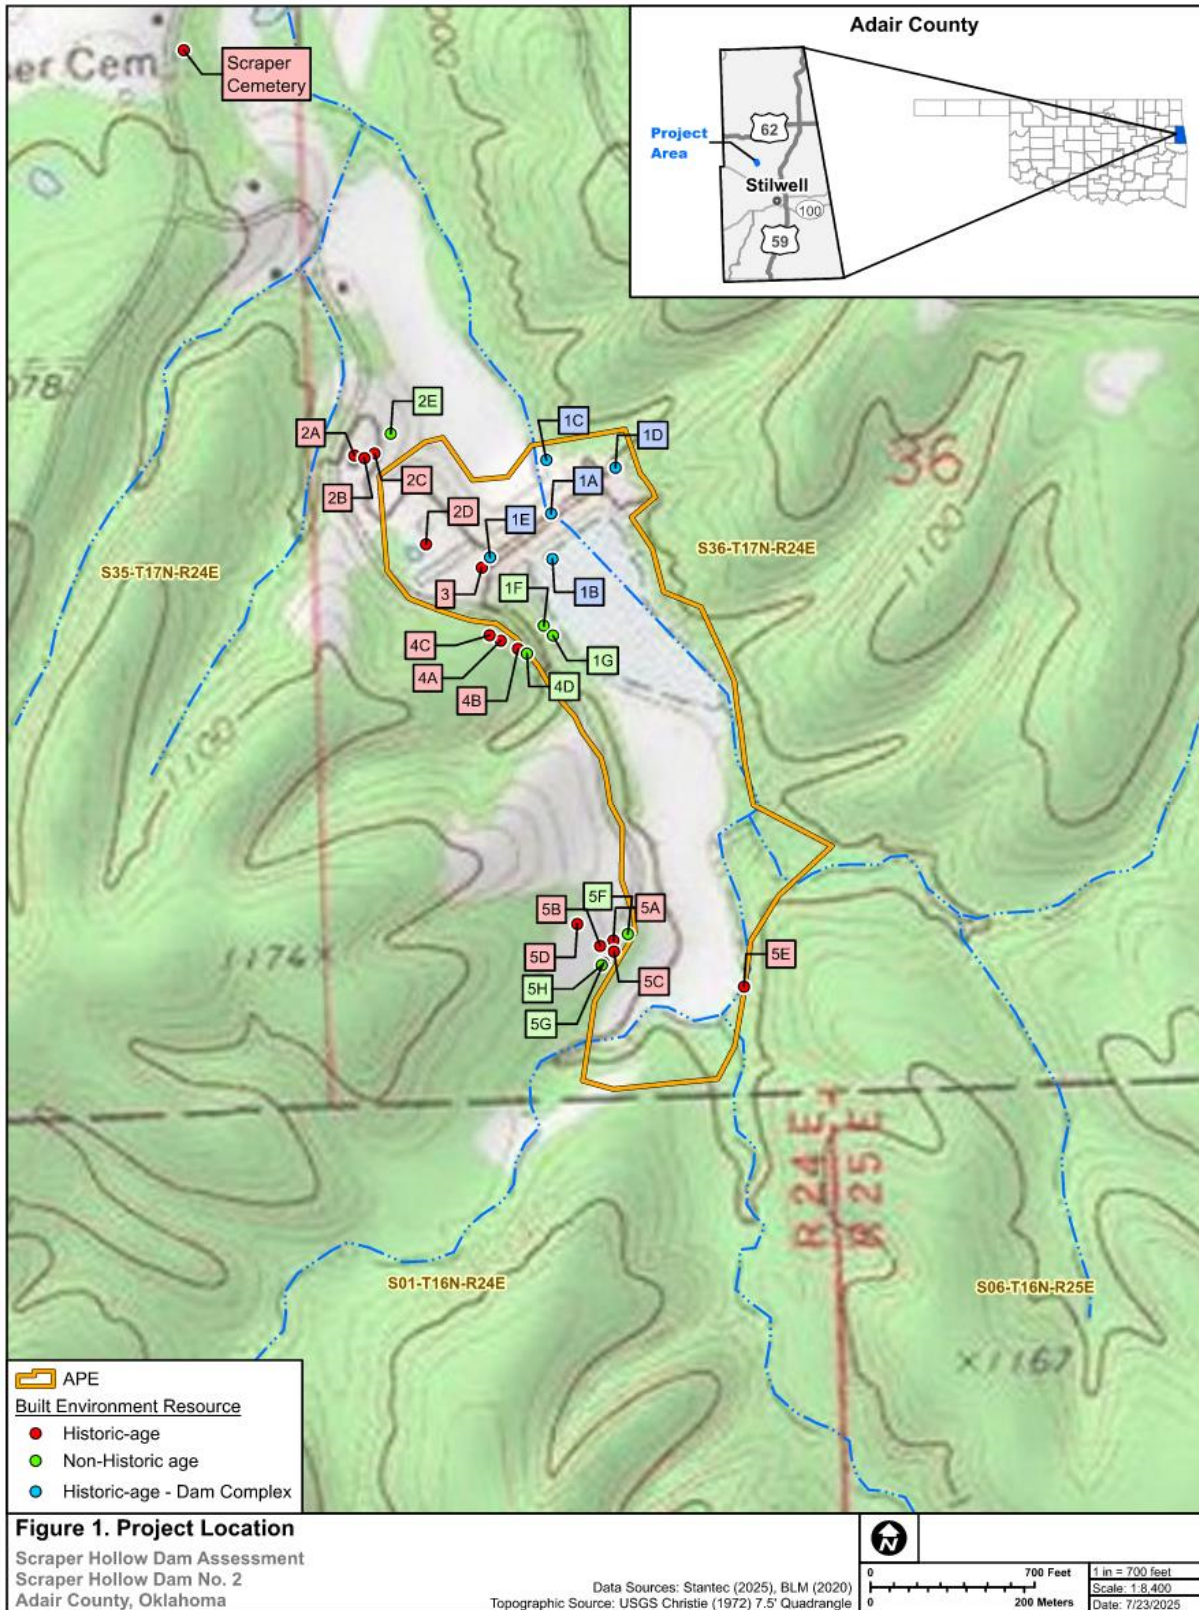 Adair County
62
Project
Area
Stilwell
100
59
er Cem
Scraper
Cemetery
36
1100
S35-T17N-R24E
S36-T17N-R24E
2E
2A
2B
2C
2D
1C
1D
1A
1E
1B
3
1F
1G
4C
4A
4B
4D
1100
5F
5B
5A
5D
5C
5E
5H
5G
R24E
R25E
S01-T16N-R24E
S06-T16N-R25E
X1167
APE
Built Environment Resource
Historic-age
Non-Historic age
Historic-age - Dam Complex
Figure 1. Project Location
Scraper Hollow Dam Assessment
Scraper Hollow Dam No. 2
Adair County, Oklahoma
Data Sources: Stantec (2025), BLM (2020)
Topographic Source: USGS Christie (1972) 7.5' Quadrangle
N
0 700 Feet
0 200 Meters
1 in = 700 feet
Scale: 1:8,400
Date: 7/23/2025